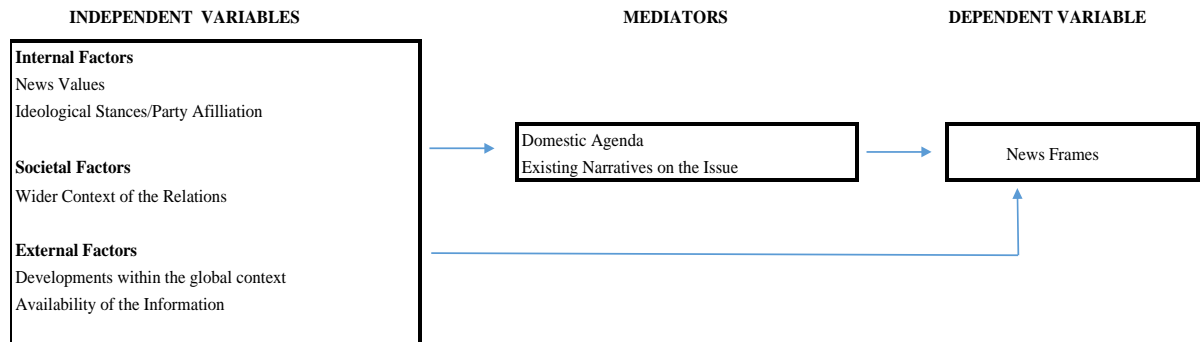 INDEPENDENT VARIABLES
MEDIATORS
DEPENDENT VARIABLE
Internal Factors
News Values
Ideological Stances/Party Afilliation
Societal Factors
Wider Context of the Relations
External Factors
Developments within the global context
Availability of the Information
Domestic Agenda
Existing Narratives on the Issue
News Frames